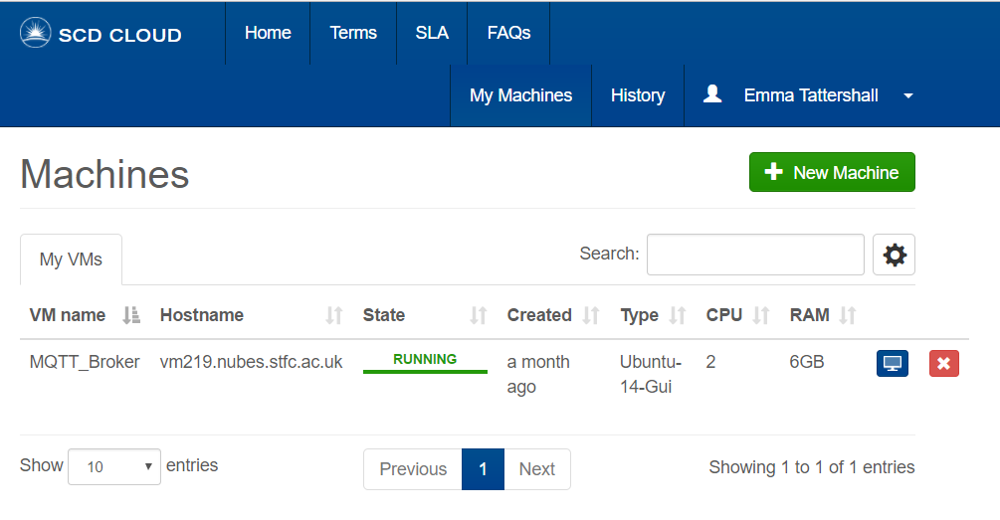 SCD CLOUD Home Terms SLA FAQs
My Machines History Emma Tattershall
Machines
New Machine
My VMs
Search:
VM name Hostname State Created Type CPU RAM
MQTT_Broker vm219.nubes.stfc.ac.uk RUNNING a month Ubuntu- 2 6GB
ago 14-Gui
Show 10 entries Previous 1 Next Showing 1 to 1 of 1 entries